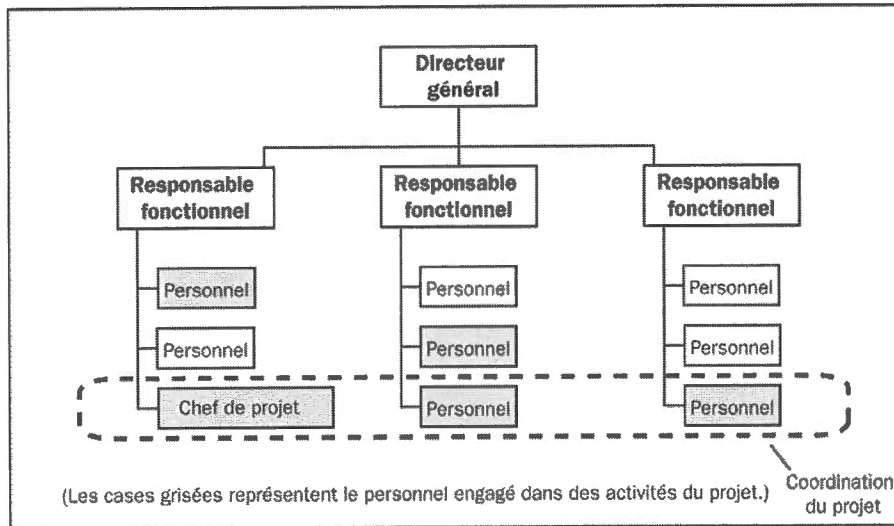 Directeur
général
Responsable
fonctionnel
Responsable
fonctionnel
Responsable
fonctionnel
Personnel
Personnel
Personnel
Personnel
Personnel
Personnel
Chef de projet
Personnel
Personnel
(Les cases grisées représentent le personnel engagé dans des activités du projet.)
Coordination
du projet